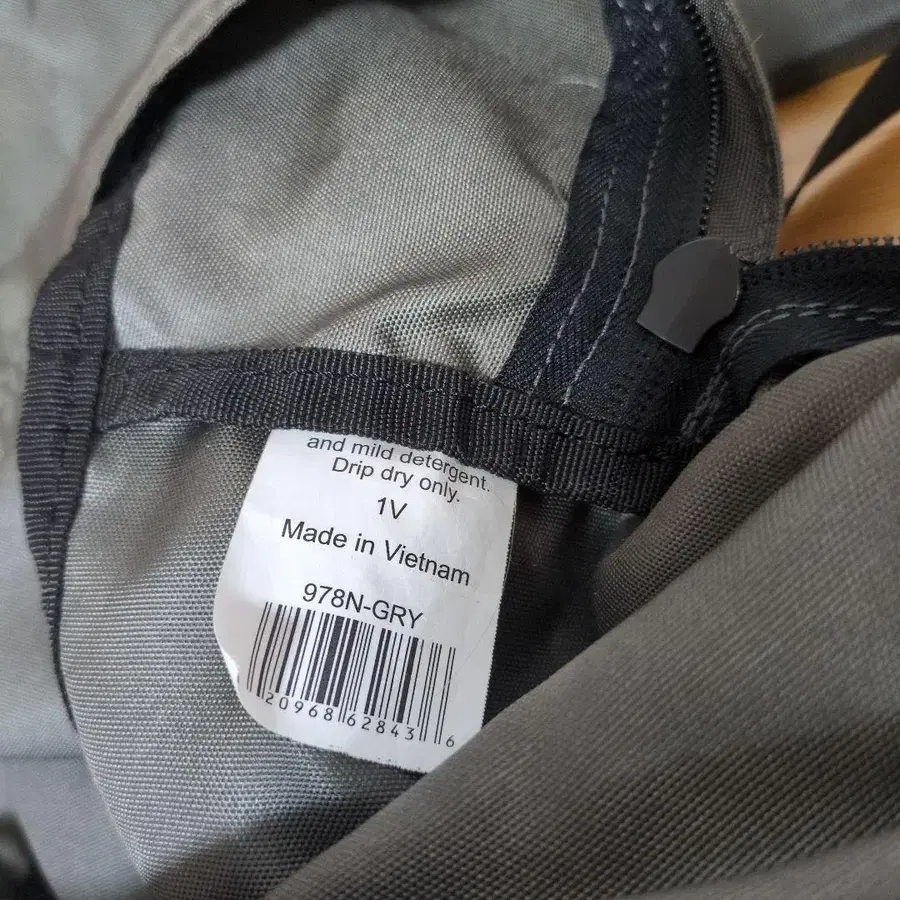 and mild detergent.
Drip dry only.
1V
Made in Vietnam
978N-GRY
20968 62843 6